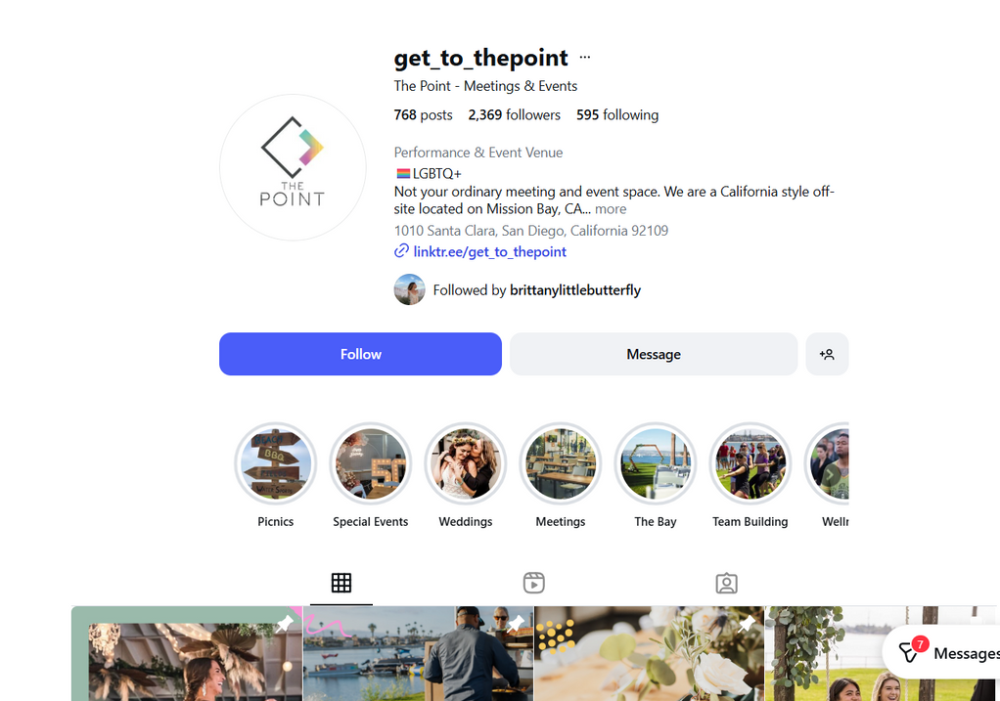 get_to_thepoint ...
The Point - Meetings & Events
768 posts 2,369 followers 595 following
THE
POINT
Performance & Event Venue
LGBTQ+
Not your ordinary meeting and event space. We are a California style off-
site located on Mission Bay, CA... more
1010 Santa Clara, San Diego, California 92109
linktr.ee/get_to_thepoint
Followed by brittanylittlebutterfly
Follow Message
BBQ
Picnics Special Events Weddings Meetings The Bay Team Building Welln
7
Messages